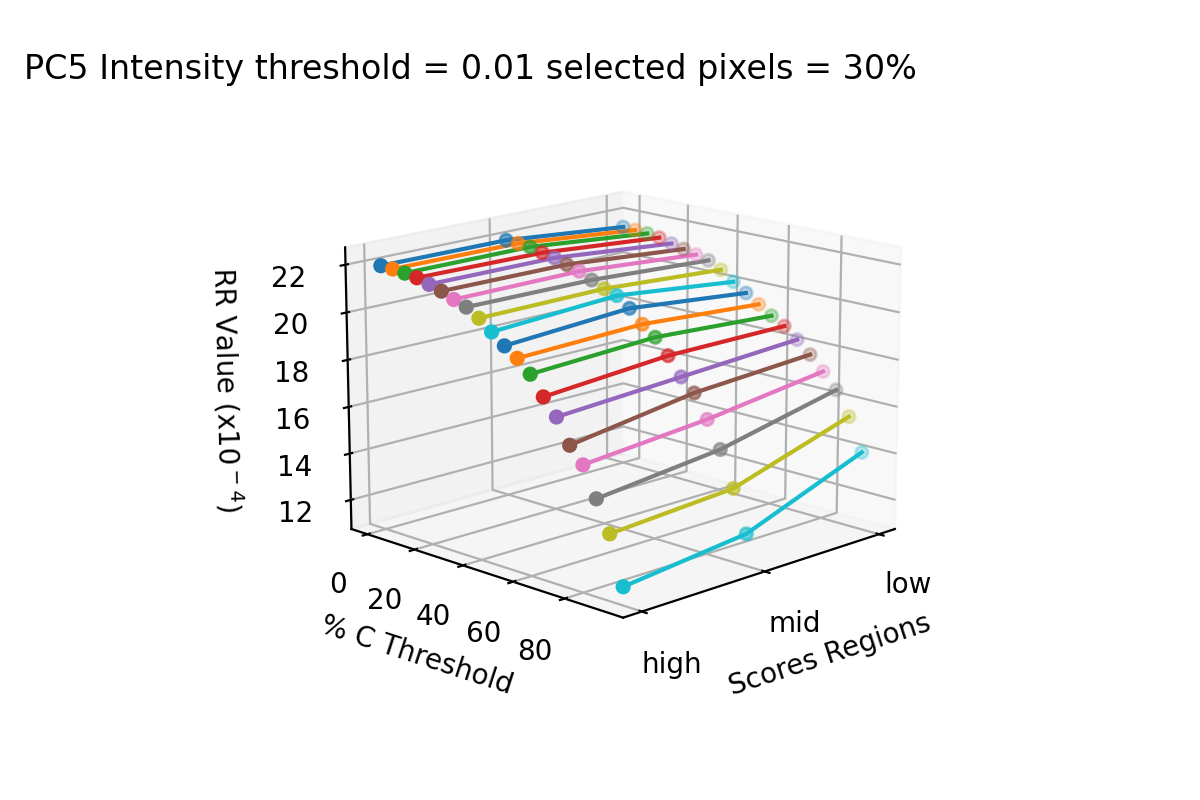 PC5 Intensity threshold = 0.01 selected pixels = 30%
22
20
18
16
14
12
RR Value (x10⁻⁴)
0
20
40
60
80
% C Threshold
low
mid
high
Scores Regions